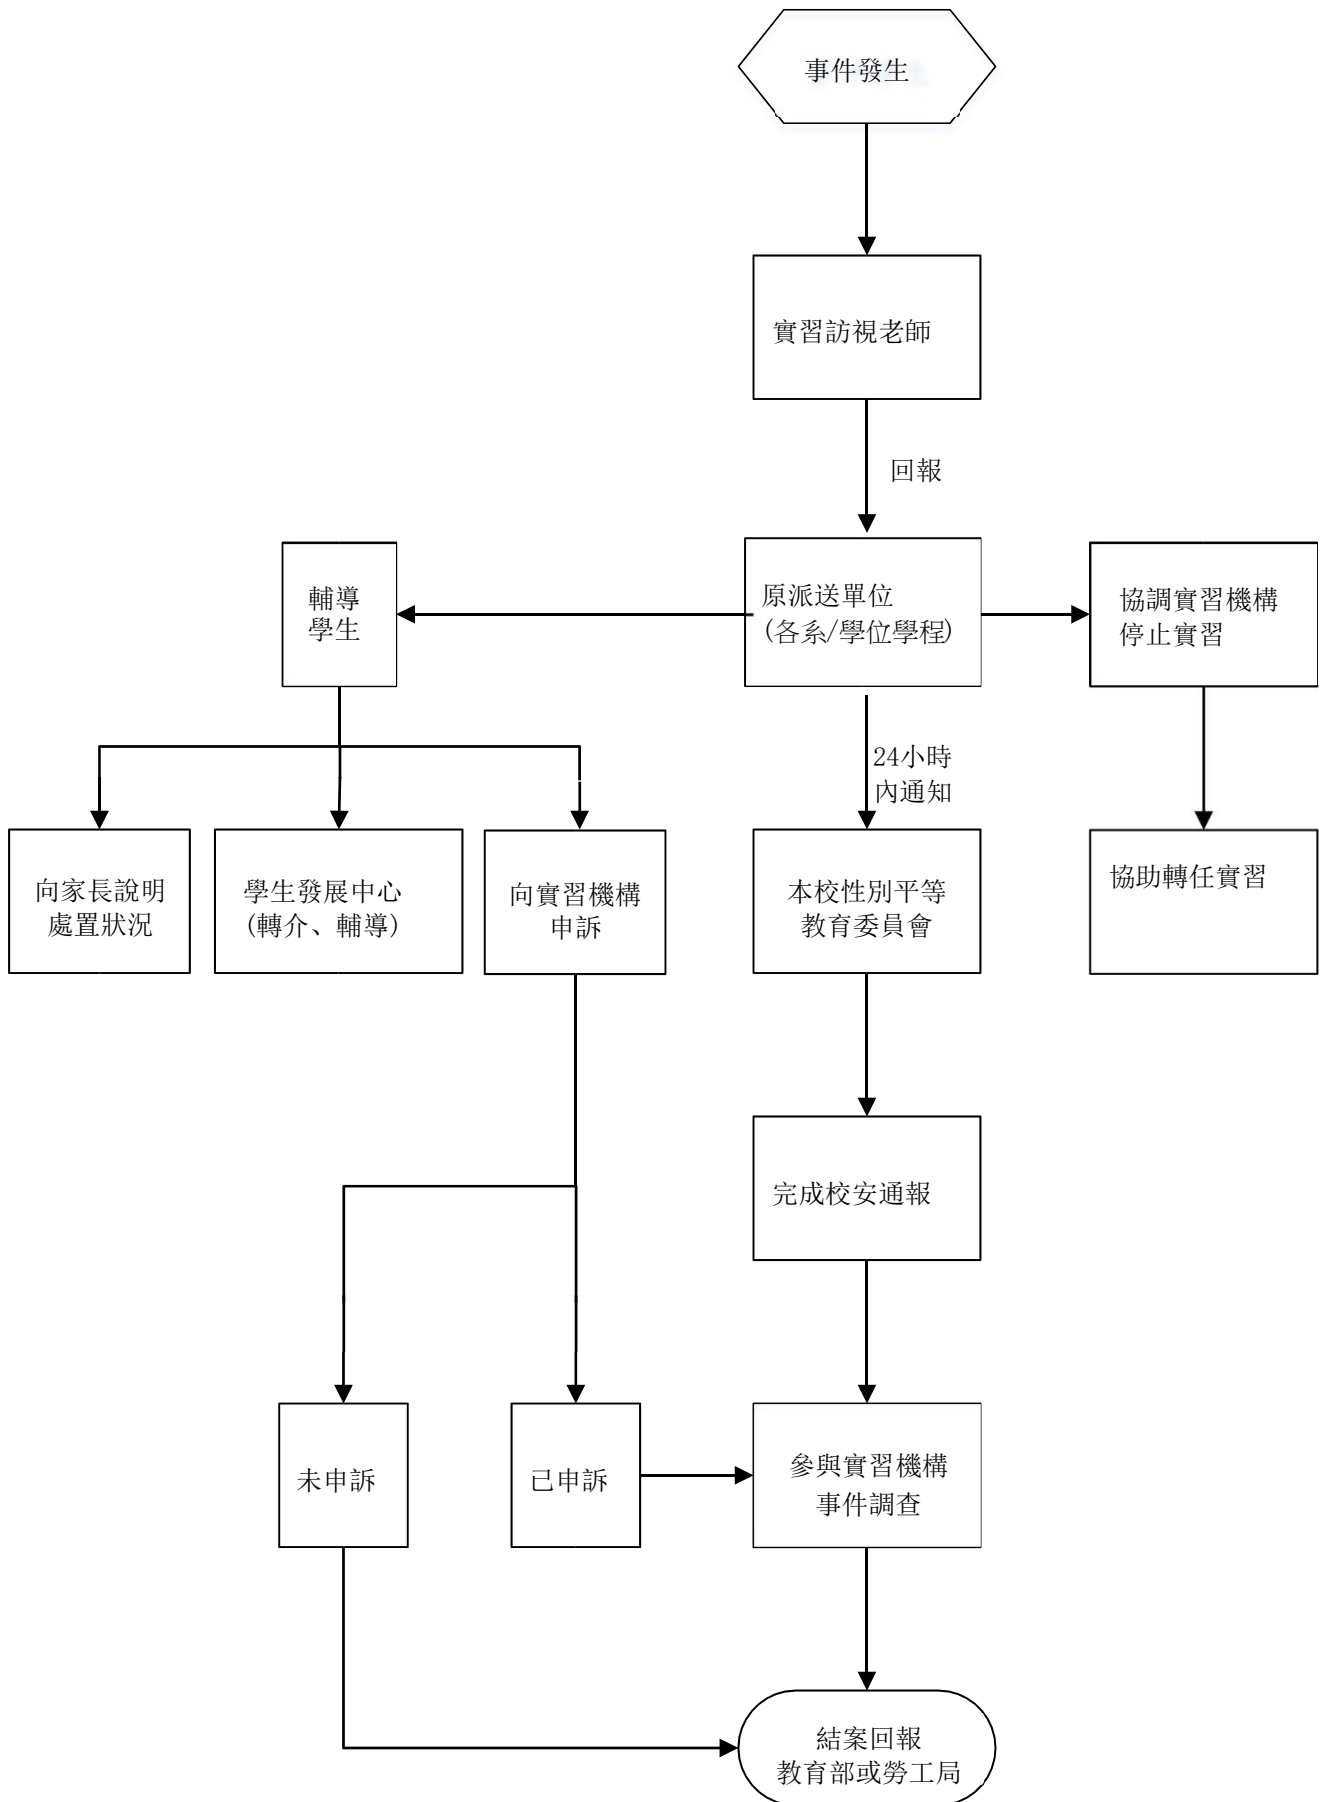 事件發生
實習訪視老師
回報
輔導
學生
原派送單位
(各系/學位學程)
協調實習機構
停止實習
24小時
內通知
向家長說明
處置狀況
學生發展中心
(轉介、輔導)
向實習機構
申訴
本校性別平等
教育委員會
協助轉任實習
完成校安通報
未申訴
已申訴
參與實習機構
事件調查
結案回報
教育部或勞工局